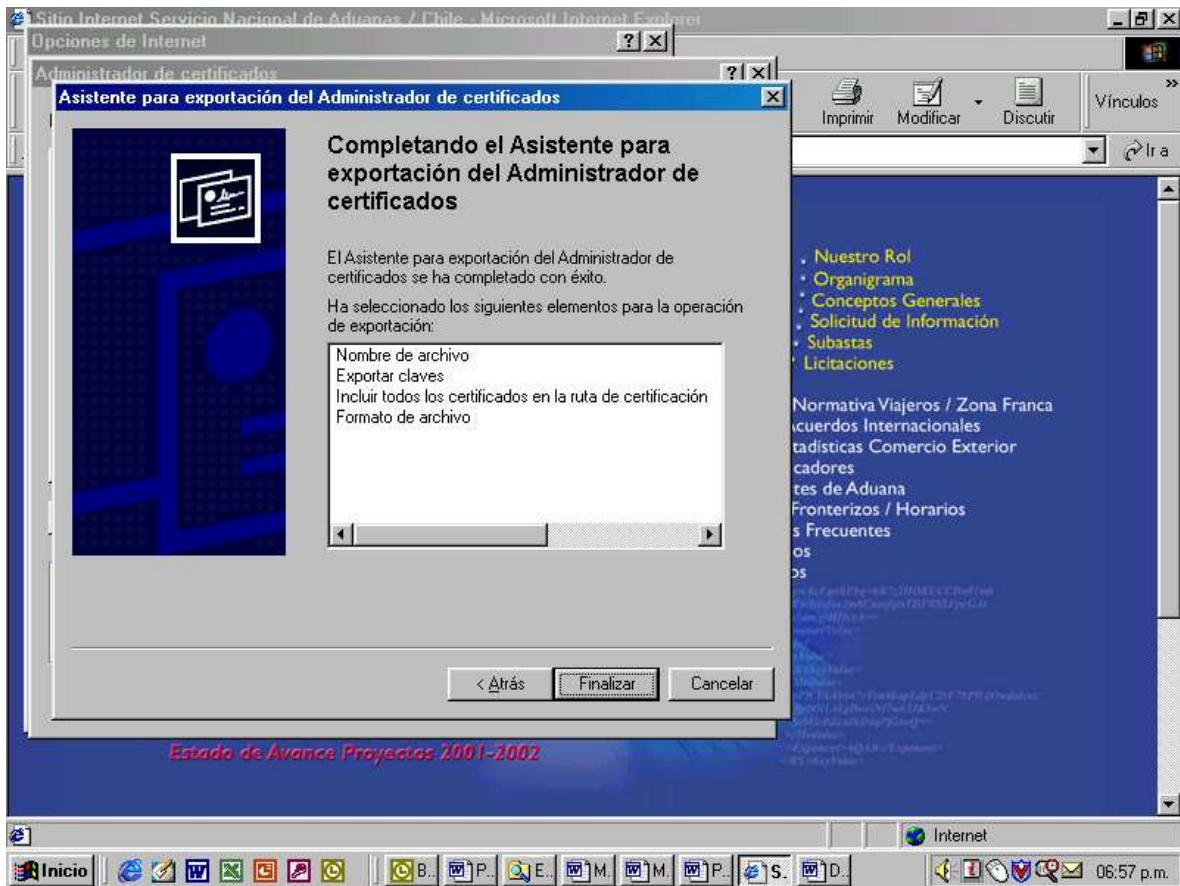 Sitio Internet Servicio Nacional de Aduanas / Chile - Microsoft Internet Explorer
Opciones de Internet
Administrador de certificados
Asistente para exportación del Administrador de certificados
Imprimir
Modificar
Discutir
Vínculos
Ir a
Completando el Asistente para
exportación del Administrador de
certificados
El Asistente para exportación del Administrador de
certificados se ha completado con éxito.
Ha seleccionado los siguientes elementos para la operación
de exportación:
Nombre de archivo
Exportar claves
Incluir todos los certificados en la ruta de certificación
Formato de archivo
< Atrás
Finalizar
Cancelar
Nuestro Rol
Organigrama
Conceptos Generales
Solicitud de Información
Subastas
Licitaciones
Normativa Viajeros / Zona Franca
cuerdos Internacionales
tadísticas Comercio Exterior
cadores
tes de Aduana
Fronterizos / Horarios
s Frecuentes
os
os
Estado de Avance Proyectos 2001-2002
Internet
Inicio
B..
P..
E..
M..
M..
P..
S..
D..
06:57 p.m.